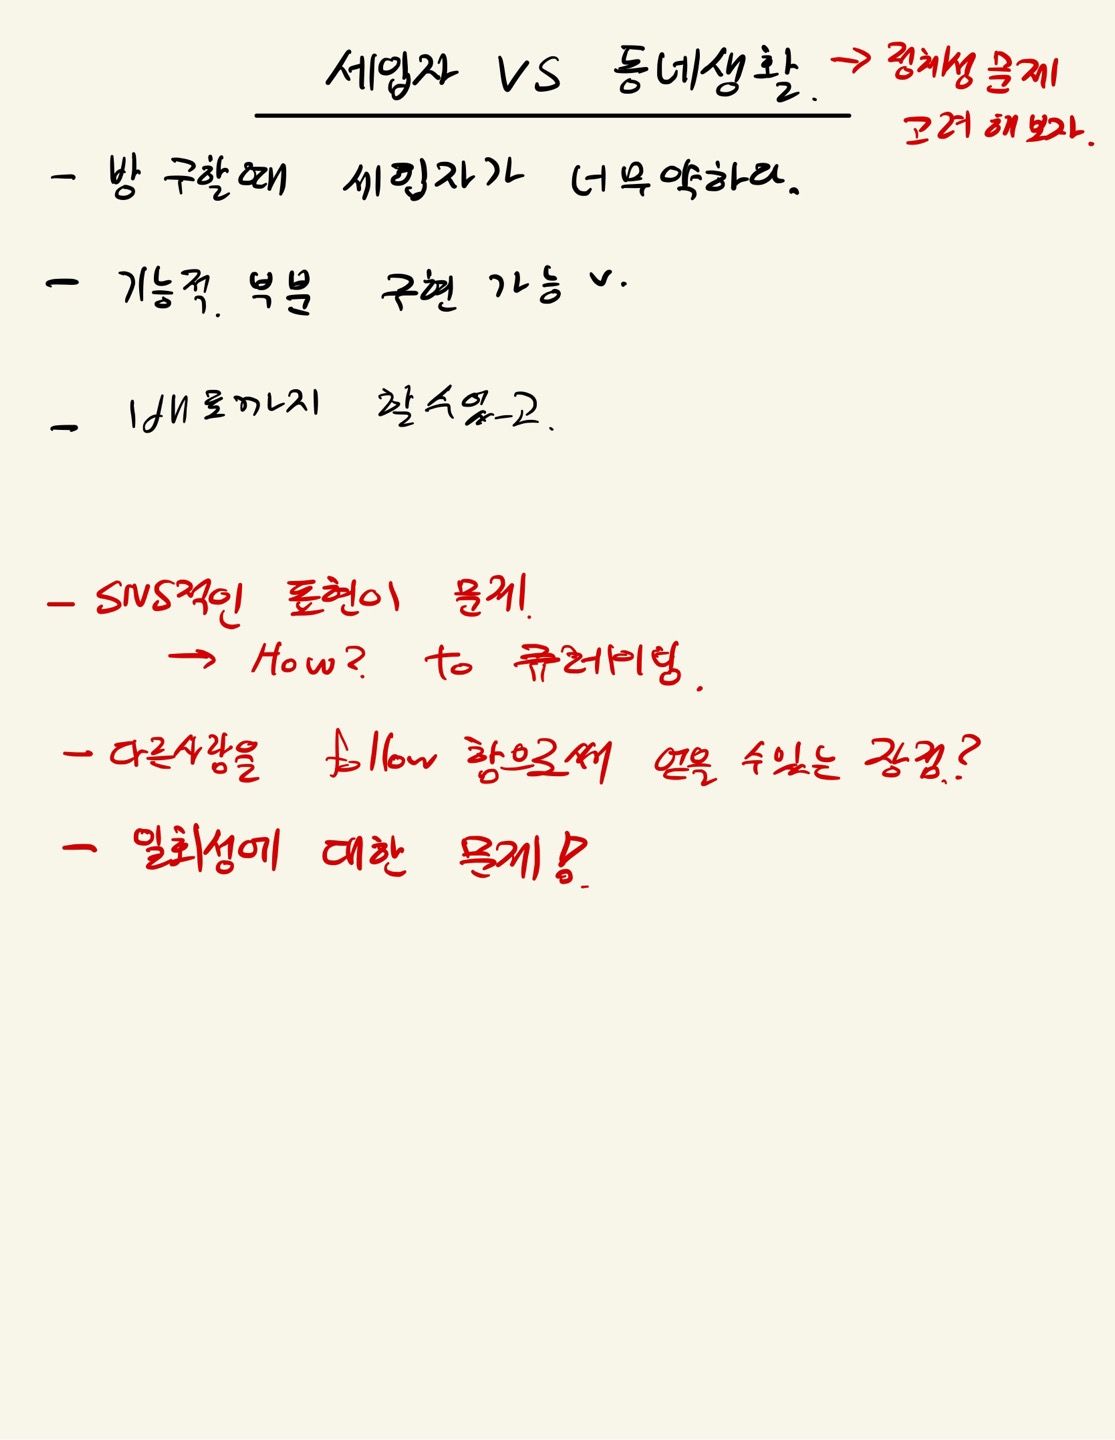 세입자 VS 동네생활. → 정체성 문제
고려 해보자.
- 방 구할때 세입자가 너무 약하다.
- 기능적. 부분 구현 가능 v.
- 까지 할 수 있고.
- SNS적인 표현이 문제.
→ How? to 큐레이팅.
- 다른사람을 follow 함으로써 얻을 수 있는 장점?
- 일회성에 대한 문제!